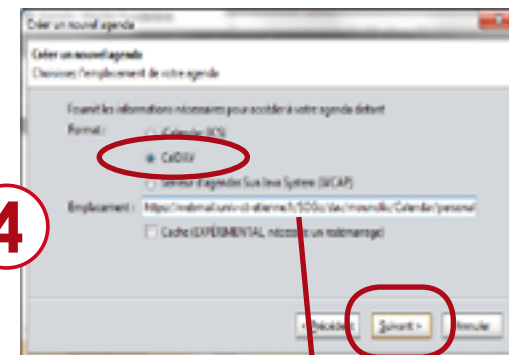 Créer un nouvel agenda
Créer un nouvel agenda
Choisissez l'emplacement de votre agenda
Fournit les informations nécessaires pour accéder à votre agenda distant
Format :
iCalendar (ICS)
CalDAV
Serveur d'agendas Sun Java System (WCAP)
Emplacement :
Cache (EXPÉRIMENTAL, nécessite un redémarrage)
4
< Précédent
Suivant >
Annuler